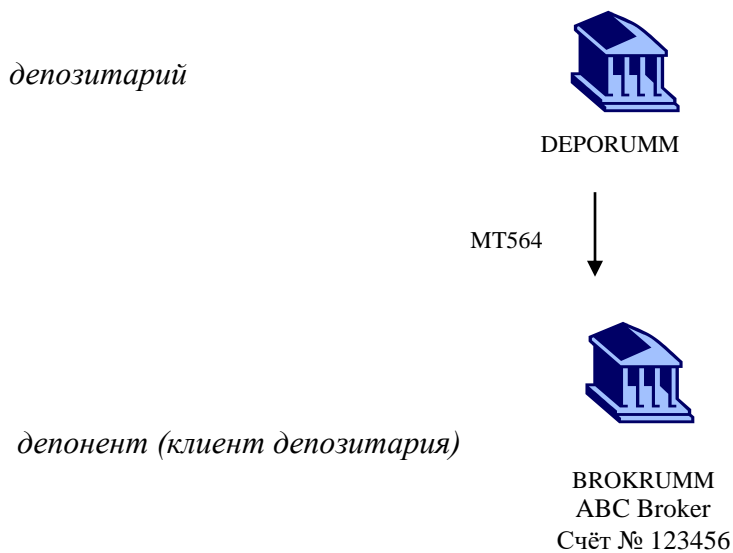 депозитарий
DEPORUMM
MT564
депонент (клиент депозитария)
BROKRUMM
ABC Broker
Счёт № 123456